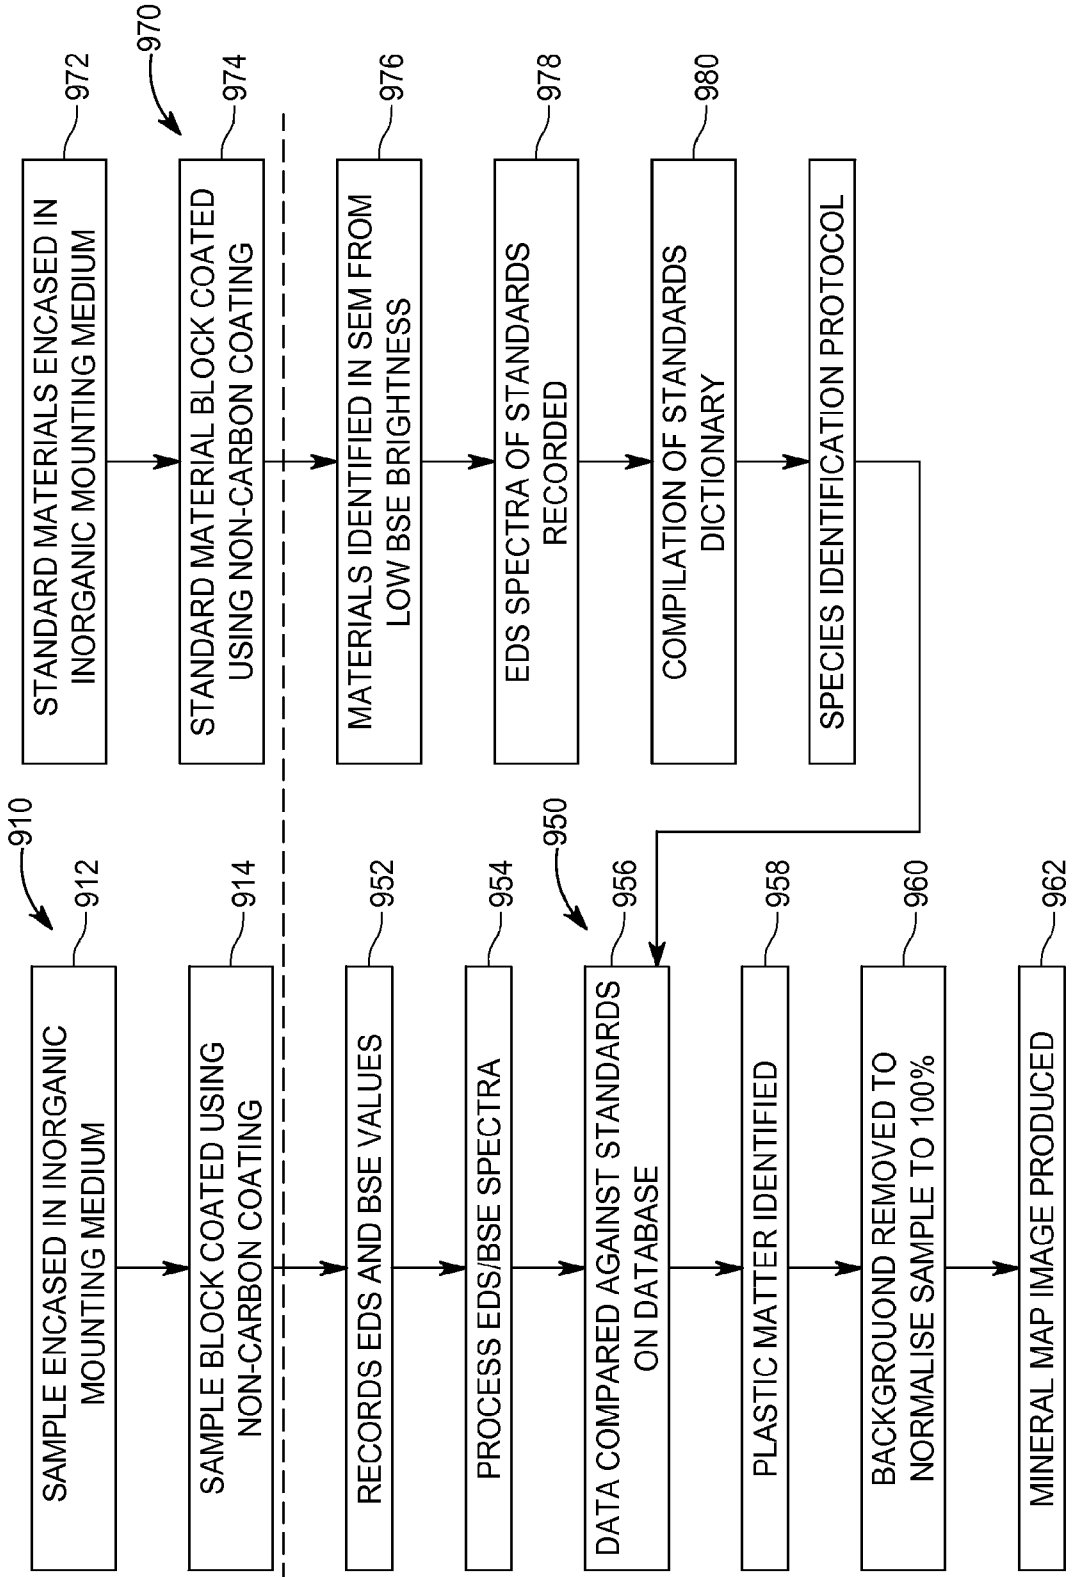 910
SAMPLE ENCASED IN INORGANIC
MOUNTING MEDIUM
912
SAMPLE BLOCK COATED USING
NON-CARBON COATING
914
RECORDS EDS AND BSE VALUES
952
PROCESS EDS/BSE SPECTRA
954
950
DATA COMPARED AGAINST STANDARDS
ON DATABASE
956
PLASTIC MATTER IDENTIFIED
958
BACKGROUOND REMOVED TO
NORMALISE SAMPLE TO 100%
960
MINERAL MAP IMAGE PRODUCED
962
970
STANDARD MATERIALS ENCASED IN
INORGANIC MOUNTING MEDIUM
972
STANDARD MATERIAL BLOCK COATED
USING NON-CARBON COATING
974
MATERIALS IDENTIFIED IN SEM FROM
LOW BSE BRIGHTNESS
976
EDS SPECTRA OF STANDARDS
RECORDED
978
COMPILATION OF STANDARDS
DICTIONARY
980
SPECIES IDENTIFICATION PROTOCOL